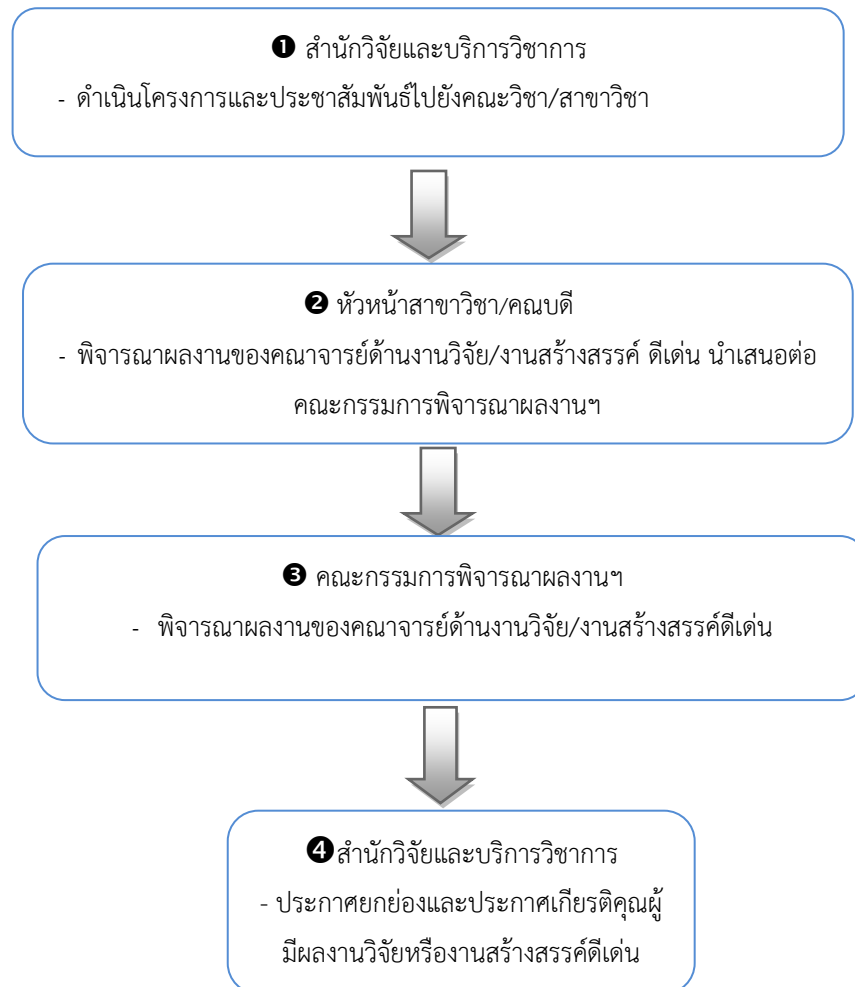 ❶ สำนักวิจัยและบริการวิชาการ
- ดำเนินโครงการและประชาสัมพันธ์ไปยังคณะวิชา/สาขาวิชา
❷ หัวหน้าสาขาวิชา/คณบดี
- พิจารณาผลงานของคณาจารย์ด้านงานวิจัย/งานสร้างสรรค์ ดีเด่น นำเสนอต่อ
คณะกรรมการพิจารณาผลงานฯ
❸ คณะกรรมการพิจารณาผลงานฯ
- พิจารณาผลงานของคณาจารย์ด้านงานวิจัย/งานสร้างสรรค์ดีเด่น
❹สำนักวิจัยและบริการวิชาการ
- ประกาศยกย่องและประกาศเกียรติคุณผู้
มีผลงานวิจัยหรืองานสร้างสรรค์ดีเด่น